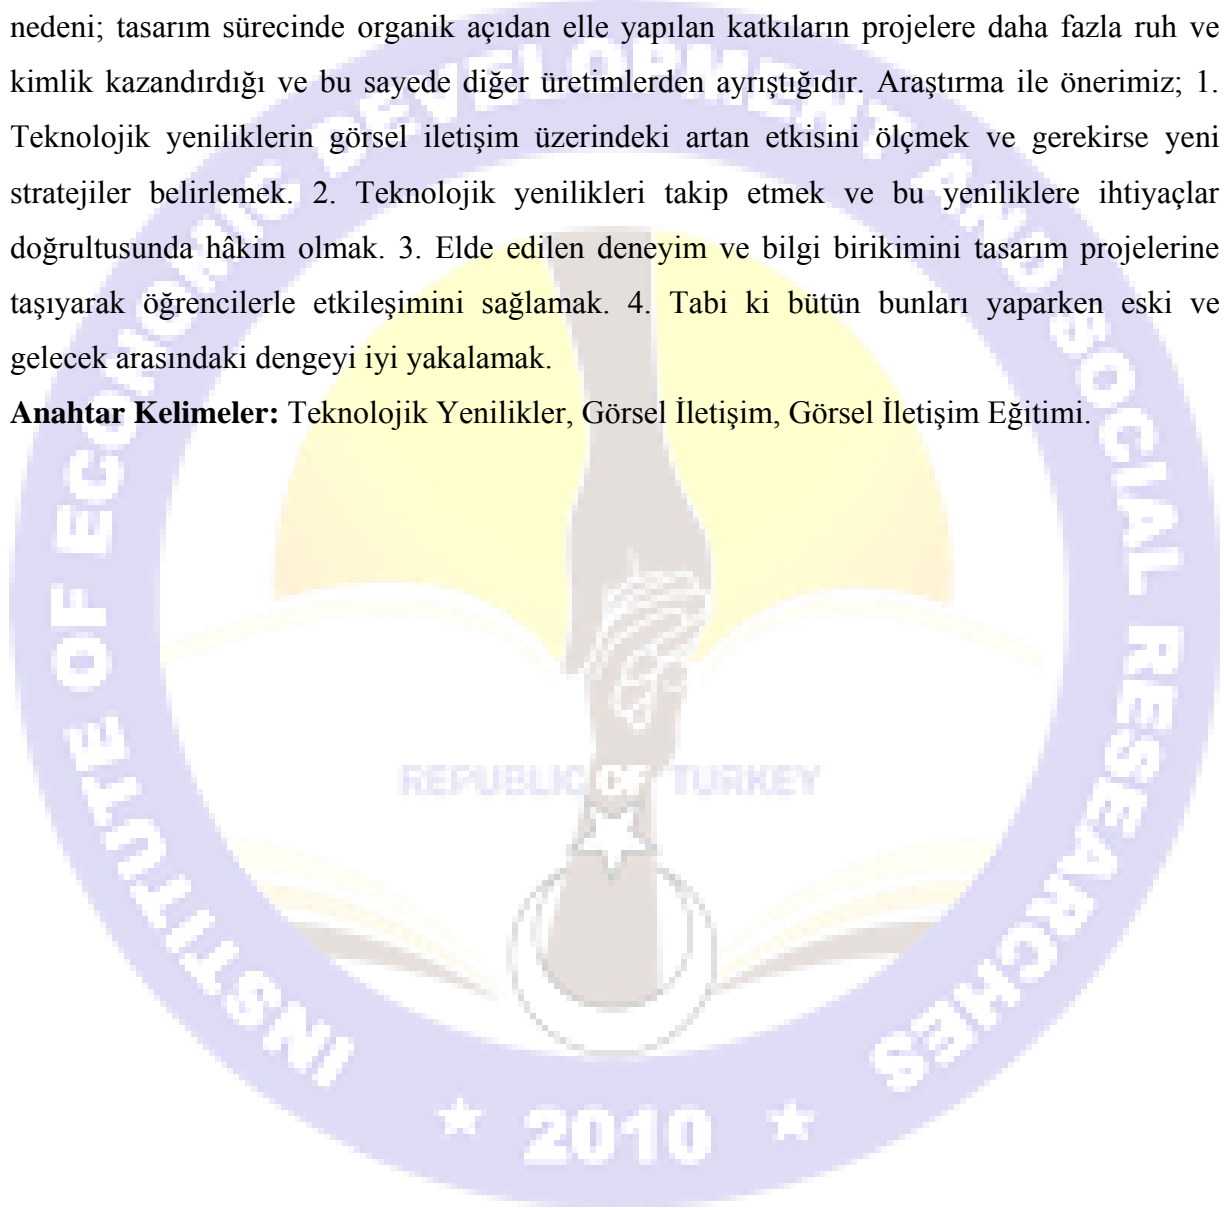 nedeni; tasarım sürecinde organik açıdan elle yapılan katkıların projelere daha fazla ruh ve
kimlik kazandırdığı ve bu sayede diğer üretimlerden ayrıştığıdır. Araştırma ile önerimiz; 1.
Teknolojik yeniliklerin görsel iletişim üzerindeki artan etkisini ölçmek ve gerekirse yeni
stratejiler belirlemek. 2. Teknolojik yenilikleri takip etmek ve bu yeniliklere ihtiyaçlar
doğrultusunda hâkim olmak. 3. Elde edilen deneyim ve bilgi birikimini tasarım projelerine
taşıyarak öğrencilerle etkileşimini sağlamak. 4. Tabi ki bütün bunları yaparken eski ve
gelecek arasındaki dengeyi iyi yakalamak.
Anahtar Kelimeler: Teknolojik Yenilikler, Görsel İletişim, Görsel İletişim Eğitimi.
INSTITUTE OF ECONOMIC DEVELOPMENT AND SOCIAL RESEARCHES
REPUBLIC OF TURKEY
2010